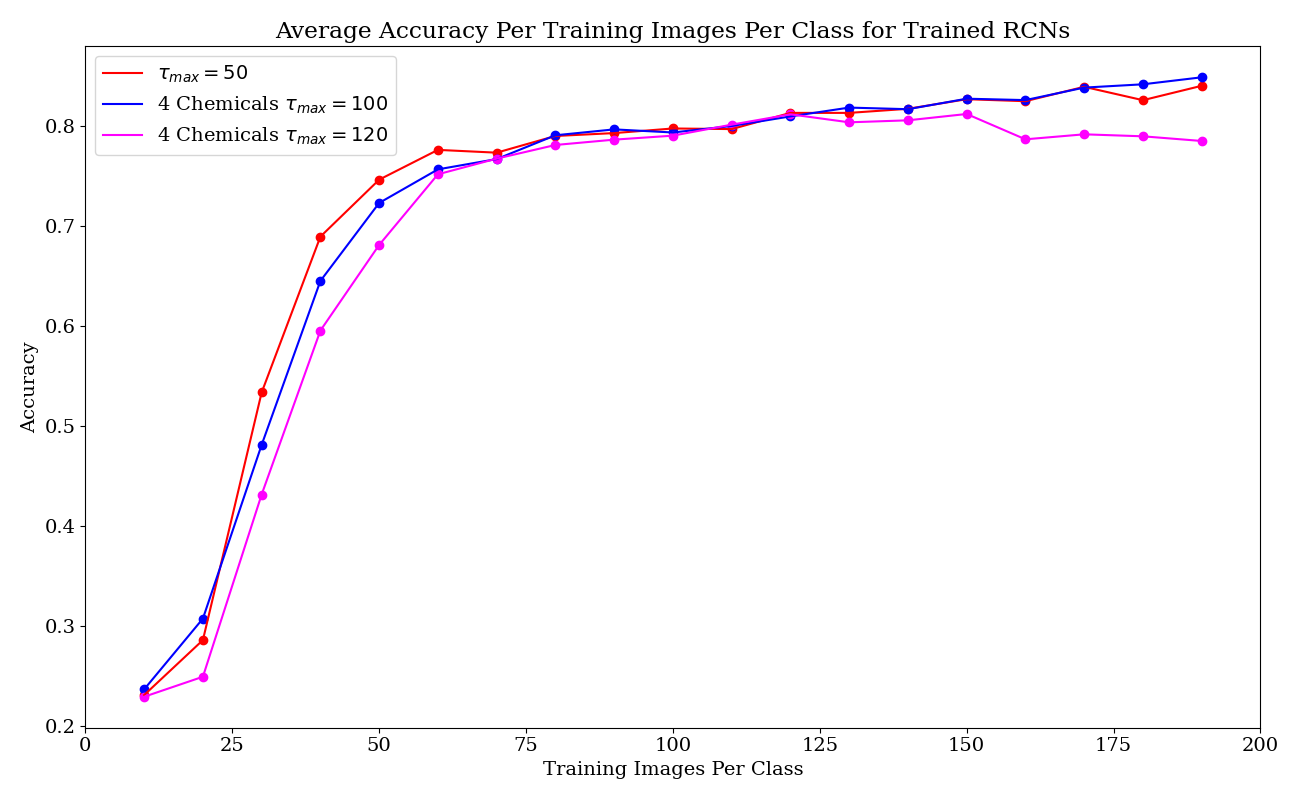 Average Accuracy Per Training Images Per Class for Trained RCNs
τmax = 50
4 Chemicals τmax = 100
4 Chemicals τmax = 120
0.8
0.7
0.6
0.5
0.4
0.3
0.2
Accuracy
0 25 50 75 100 125 150 175 200
Training Images Per Class